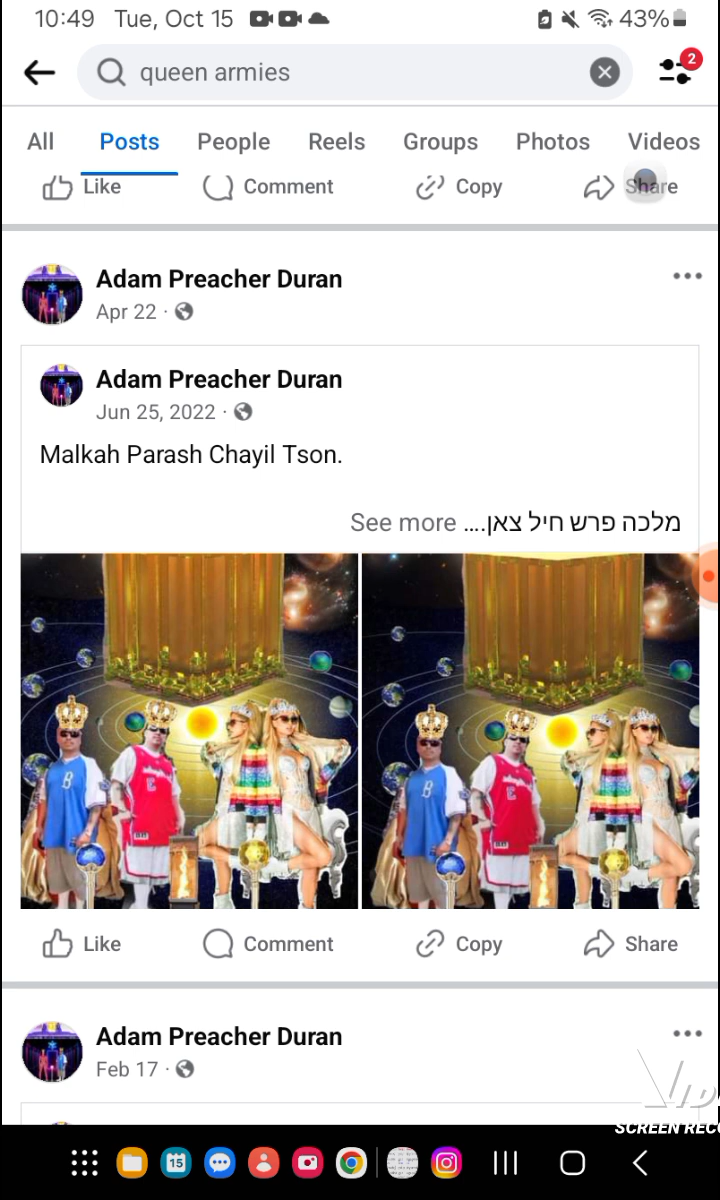 10:49 Tue, Oct 15 43%
queen armies
2
All Posts People Reels Groups Photos Videos
Like Comment Copy Share
Adam Preacher Duran
Apr 22 ·
Adam Preacher Duran
Jun 25, 2022 ·
Malkah Parash Chayil Tson.
מלכה פרש חיל צאן.... See more
Like Comment Copy Share
Adam Preacher Duran
Feb 17 ·
SCREEN REC
15